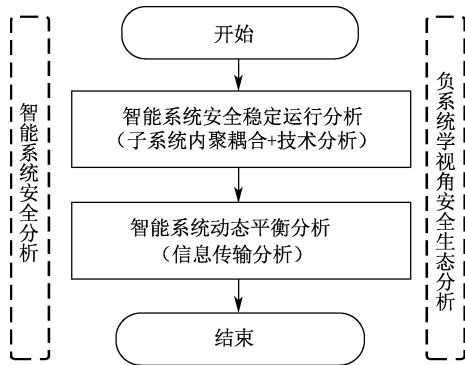 开始
智能系统安全分析
智能系统安全稳定运行分析
（子系统内聚耦合+技术分析）
负系统学视角安全生态分析
智能系统动态平衡分析
（信息传输分析）
结束